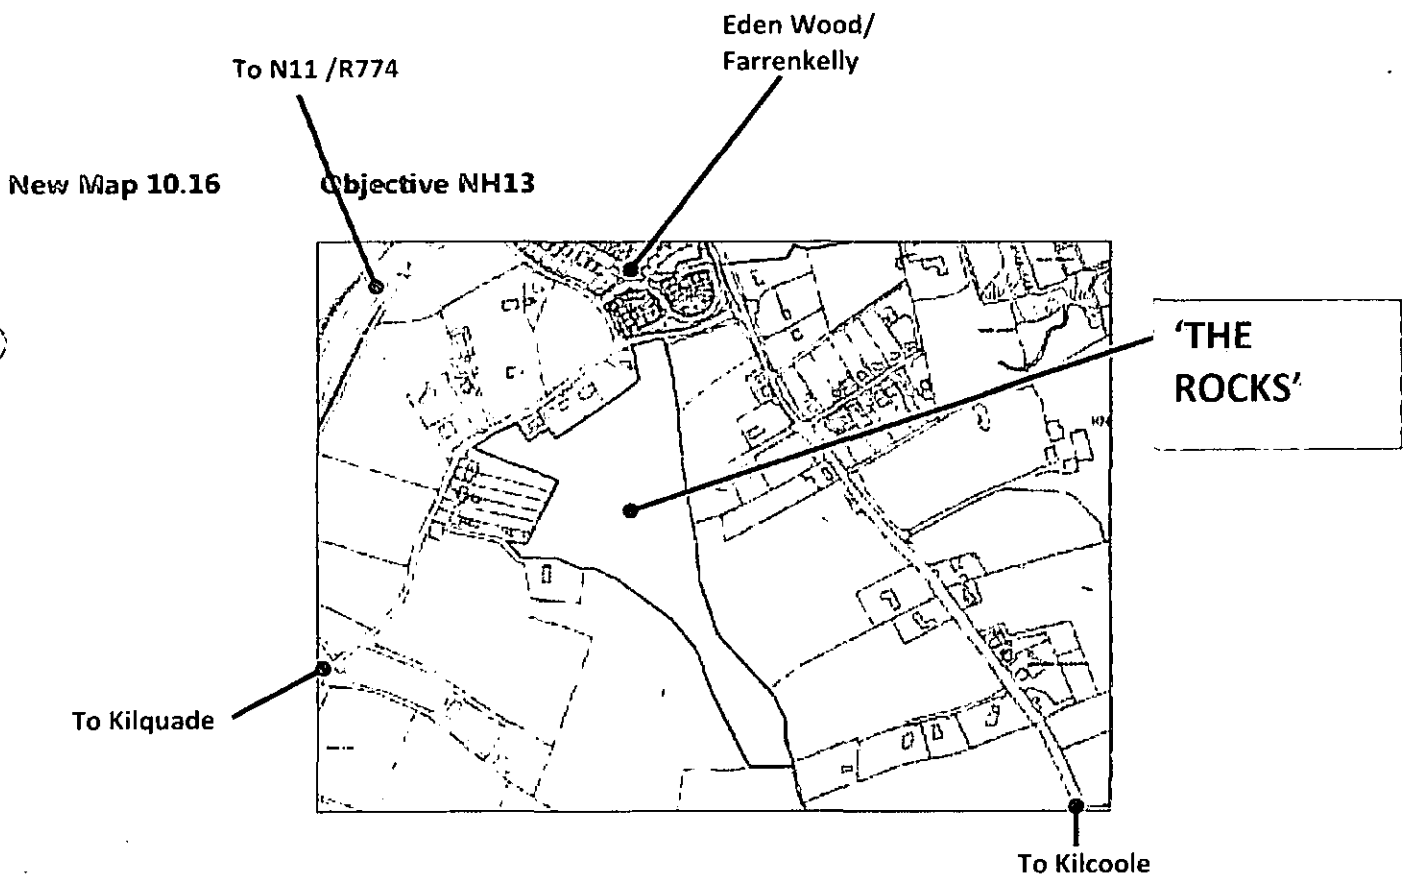 Eden Wood/
Farrenkelly
To N11 /R774
New Map 10.16 Objective NH13
'THE
ROCKS'
To Kilquade
To Kilcoole